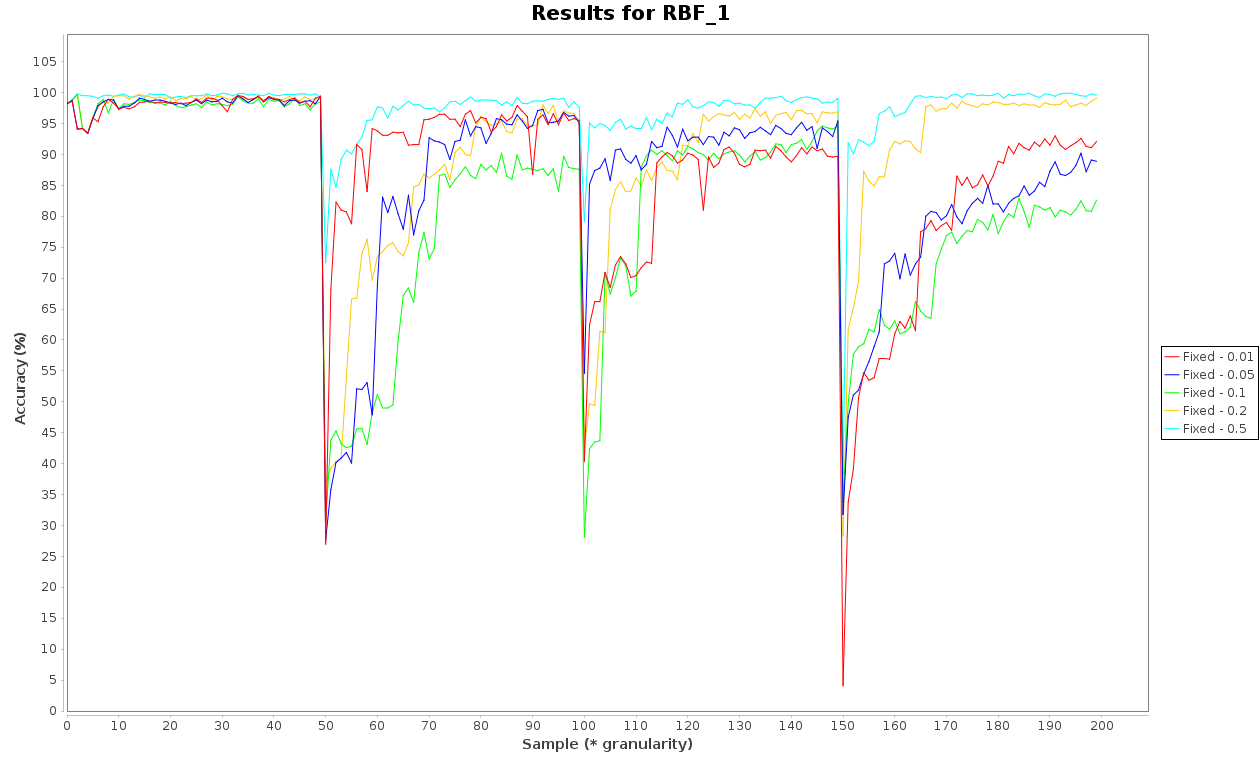 Results for RBF_1
105
100
95
90
85
80
75
70
65
60
55
50
45
40
35
30
25
20
15
10
5
0
Accuracy (%)
0 10 20 30 40 50 60 70 80 90 100 110 120 130 140 150 160 170 180 190 200
Sample (* granularity)
Fixed - 0.01
Fixed - 0.05
Fixed - 0.1
Fixed - 0.2
Fixed - 0.5